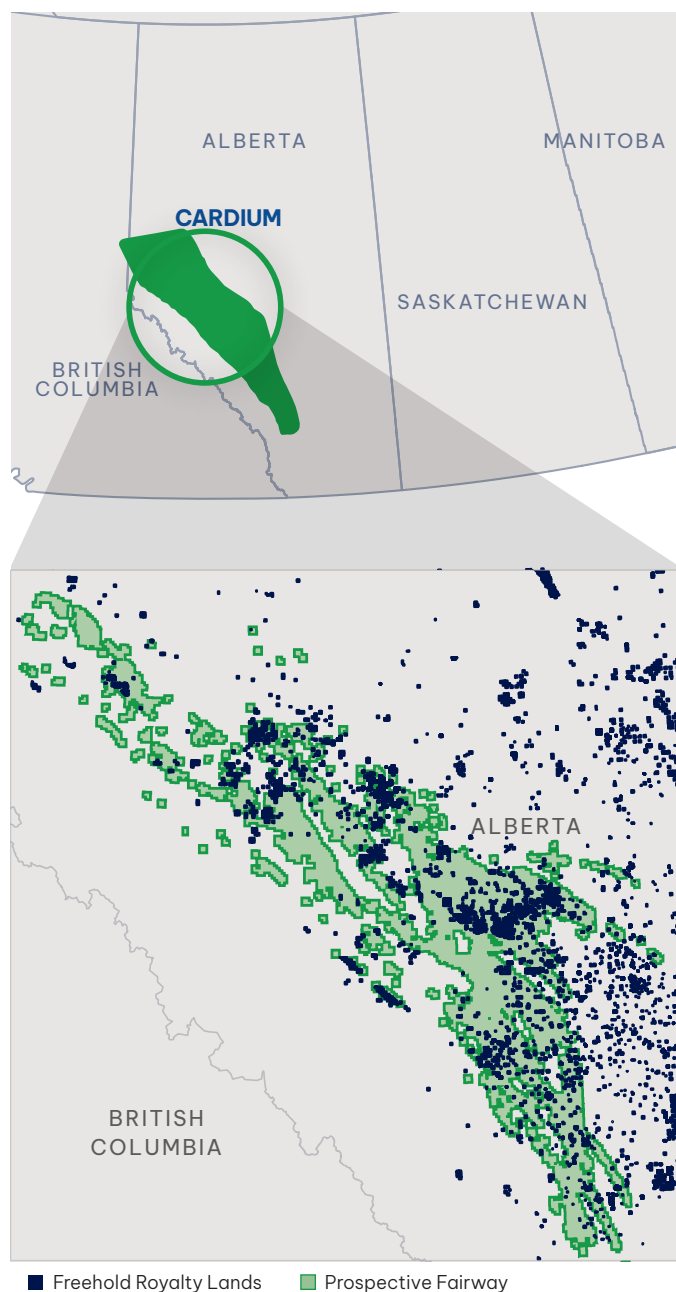 ALBERTA
MANITOBA
CARDIUM
SASKATCHEWAN
BRITISH
COLUMBIA
ALBERTA
BRITISH
COLUMBIA
Freehold Royalty Lands
Prospective Fairway